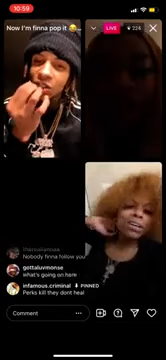 10:59
Now I'm finna pop it 😂...
LIVE
224
Nobody finna follow you
gottaluvmonse
what's going on here
infamous.criminal PINNED
Perks kill they dont heal
Comment